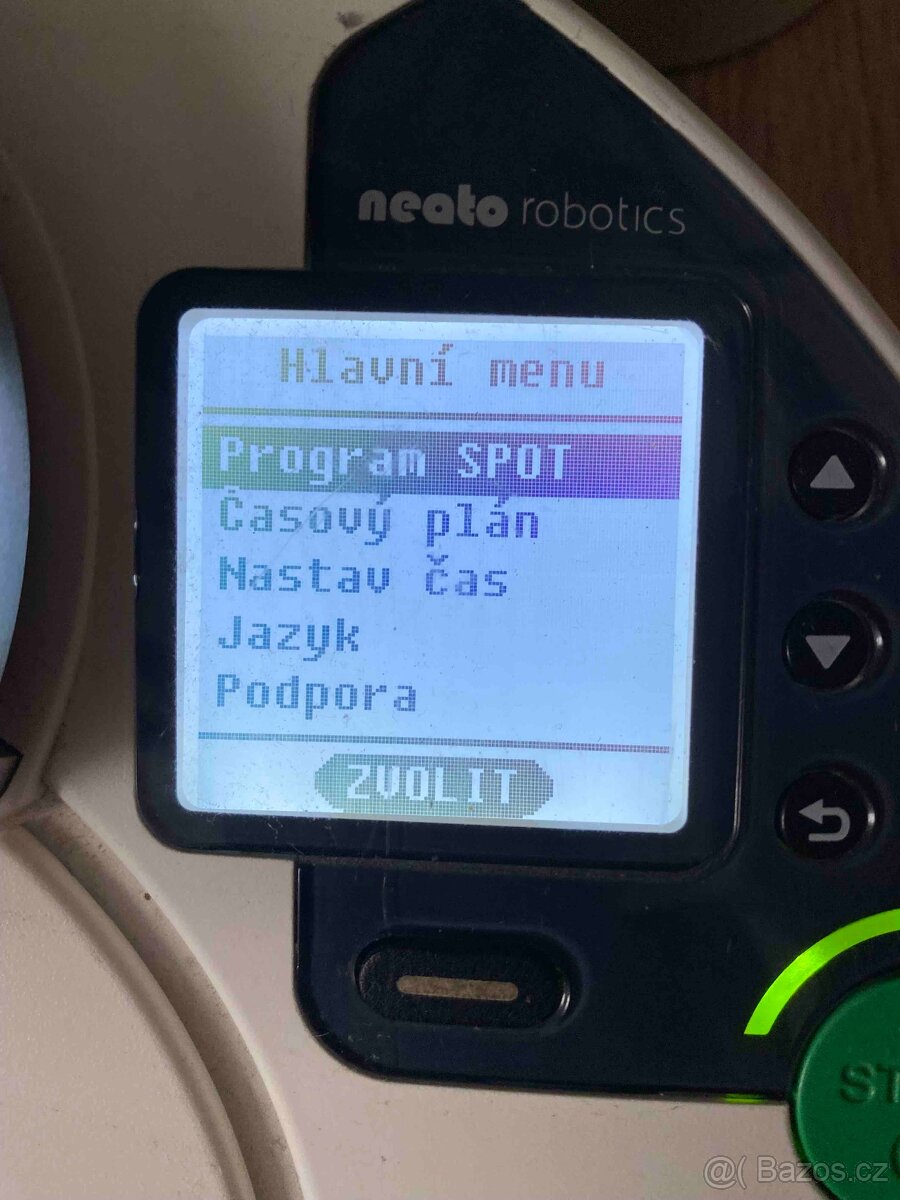 neato robotics
Hlavní menu
Program SPOT
Časový plán
Nastav čas
Jazyk
Podpora
ZVOLIT
@( Bazos.cz